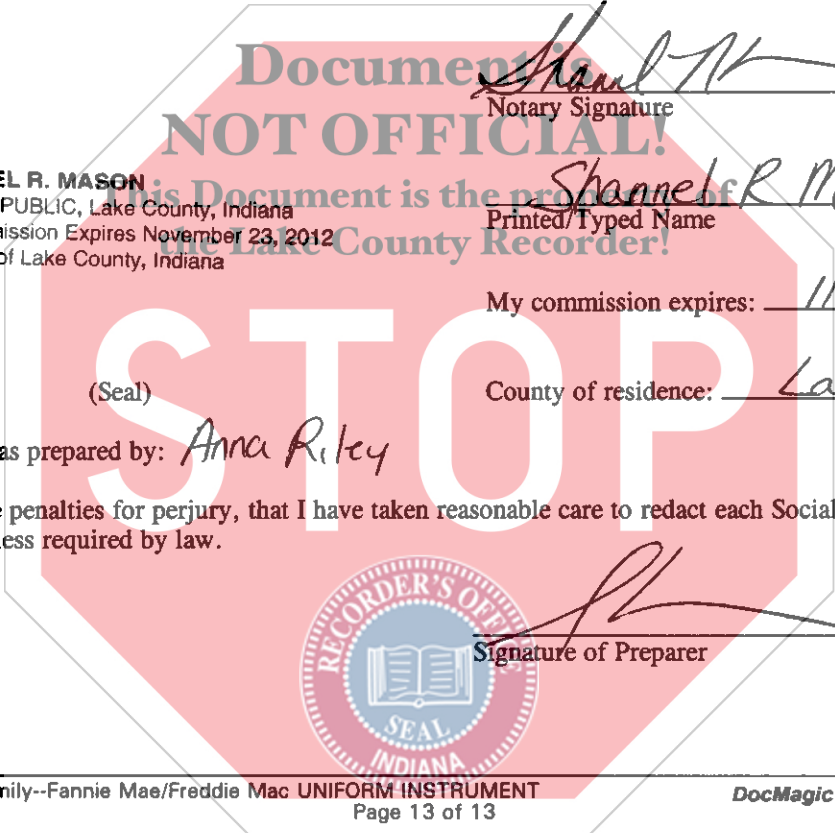 Document is
NOT OFFICIAL!
This Document is the property of
the Lake County Recorder!
STOP
Notary Signature
EL R. MASON
PUBLIC, Lake County, Indiana
ission Expires November 23, 2012
of Lake County, Indiana
Shannel R M
Printed/Typed Name
My commission expires: 11
(Seal)
County of residence: La
as prepared by: Anna Riley
e penalties for perjury, that I have taken reasonable care to redact each Social
ess required by law.
Signature of Preparer
RECORDER'S OFFICE
SEAL
INDIANA
nily--Fannie Mae/Freddie Mac UNIFORM INSTRUMENT
DocMagic
Page 13 of 13